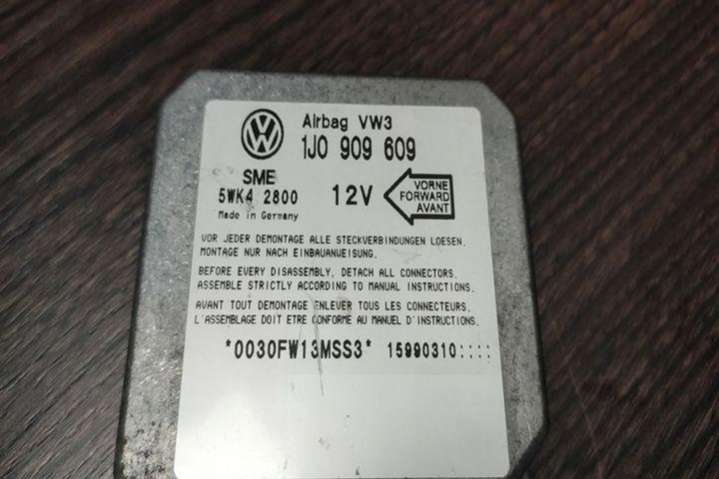 Airbag VW3
1J0 909 609
SME
5WK4 2800
12V
Made in Germany
VORNE
FORWARD
AVANT
VOR JEDER DEMONTAGE ALLE STECKVERBINDUNGEN LOESEN.
MONTAGE NUR NACH EINBAUANWEISUNG.
BEFORE EVERY DISASSEMBLY, DETACH ALL CONNECTORS.
ASSEMBLE STRICTLY ACCORDING TO MANUAL INSTRUCTIONS.
AVANT TOUT DEMONTAGE ENLEVER TOUS LES CONNECTEURS.
L'ASSEMBLAGE DOIT ETRE CONFORME AU MANUEL D'INSTRUCTIONS.
*0030FW13MSS3* 15990310::::